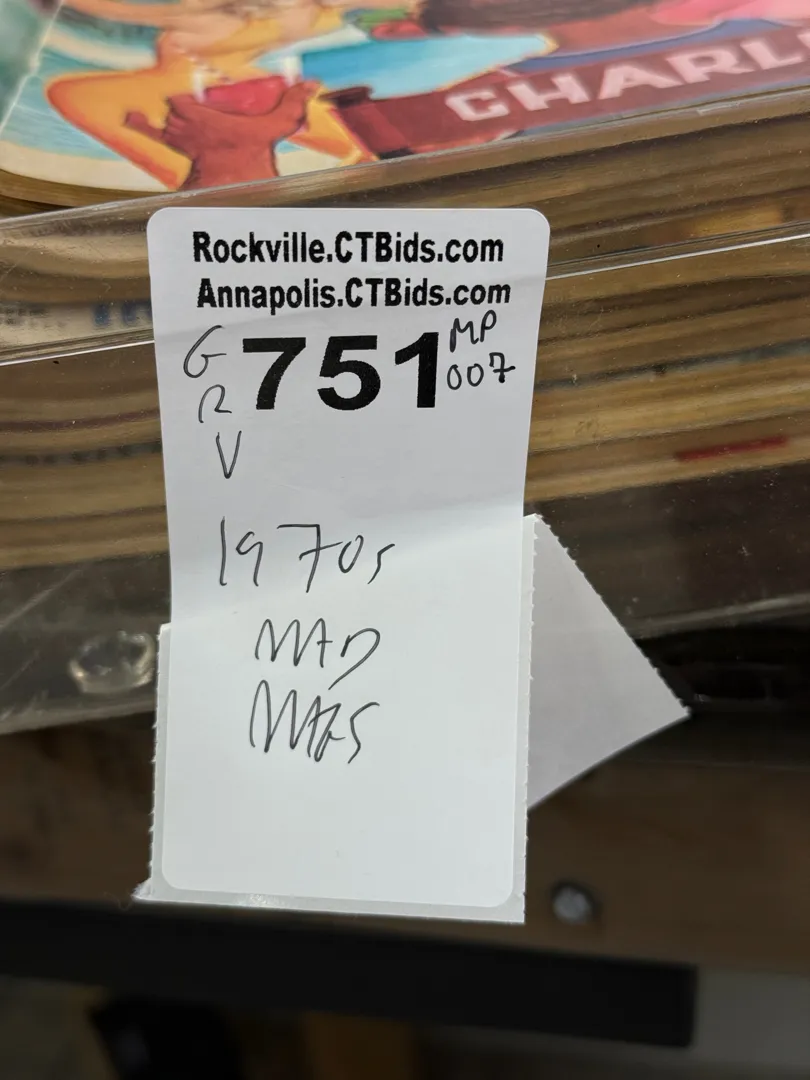 CHARL
Rockville.CTBids.com
Annapolis.CTBids.com
G
R
V
751
MP
007
1970s
MAD
MAGS